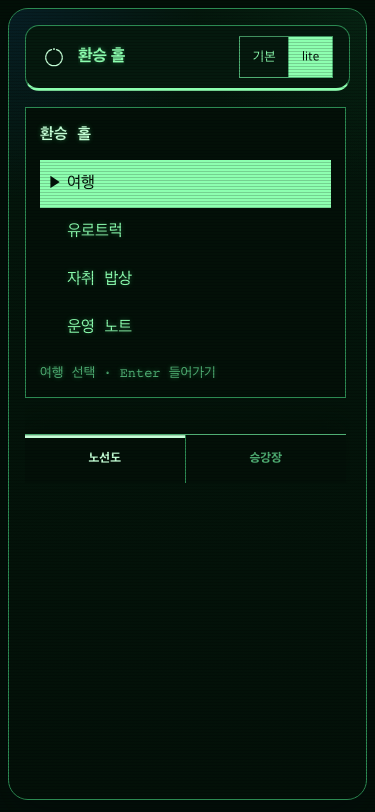 환승 홀
기본 lite
환승 홀
▶ 여행
유로트럭
자취 밥상
운영 노트
여행 선택 · Enter 들어가기
노선도 승강장